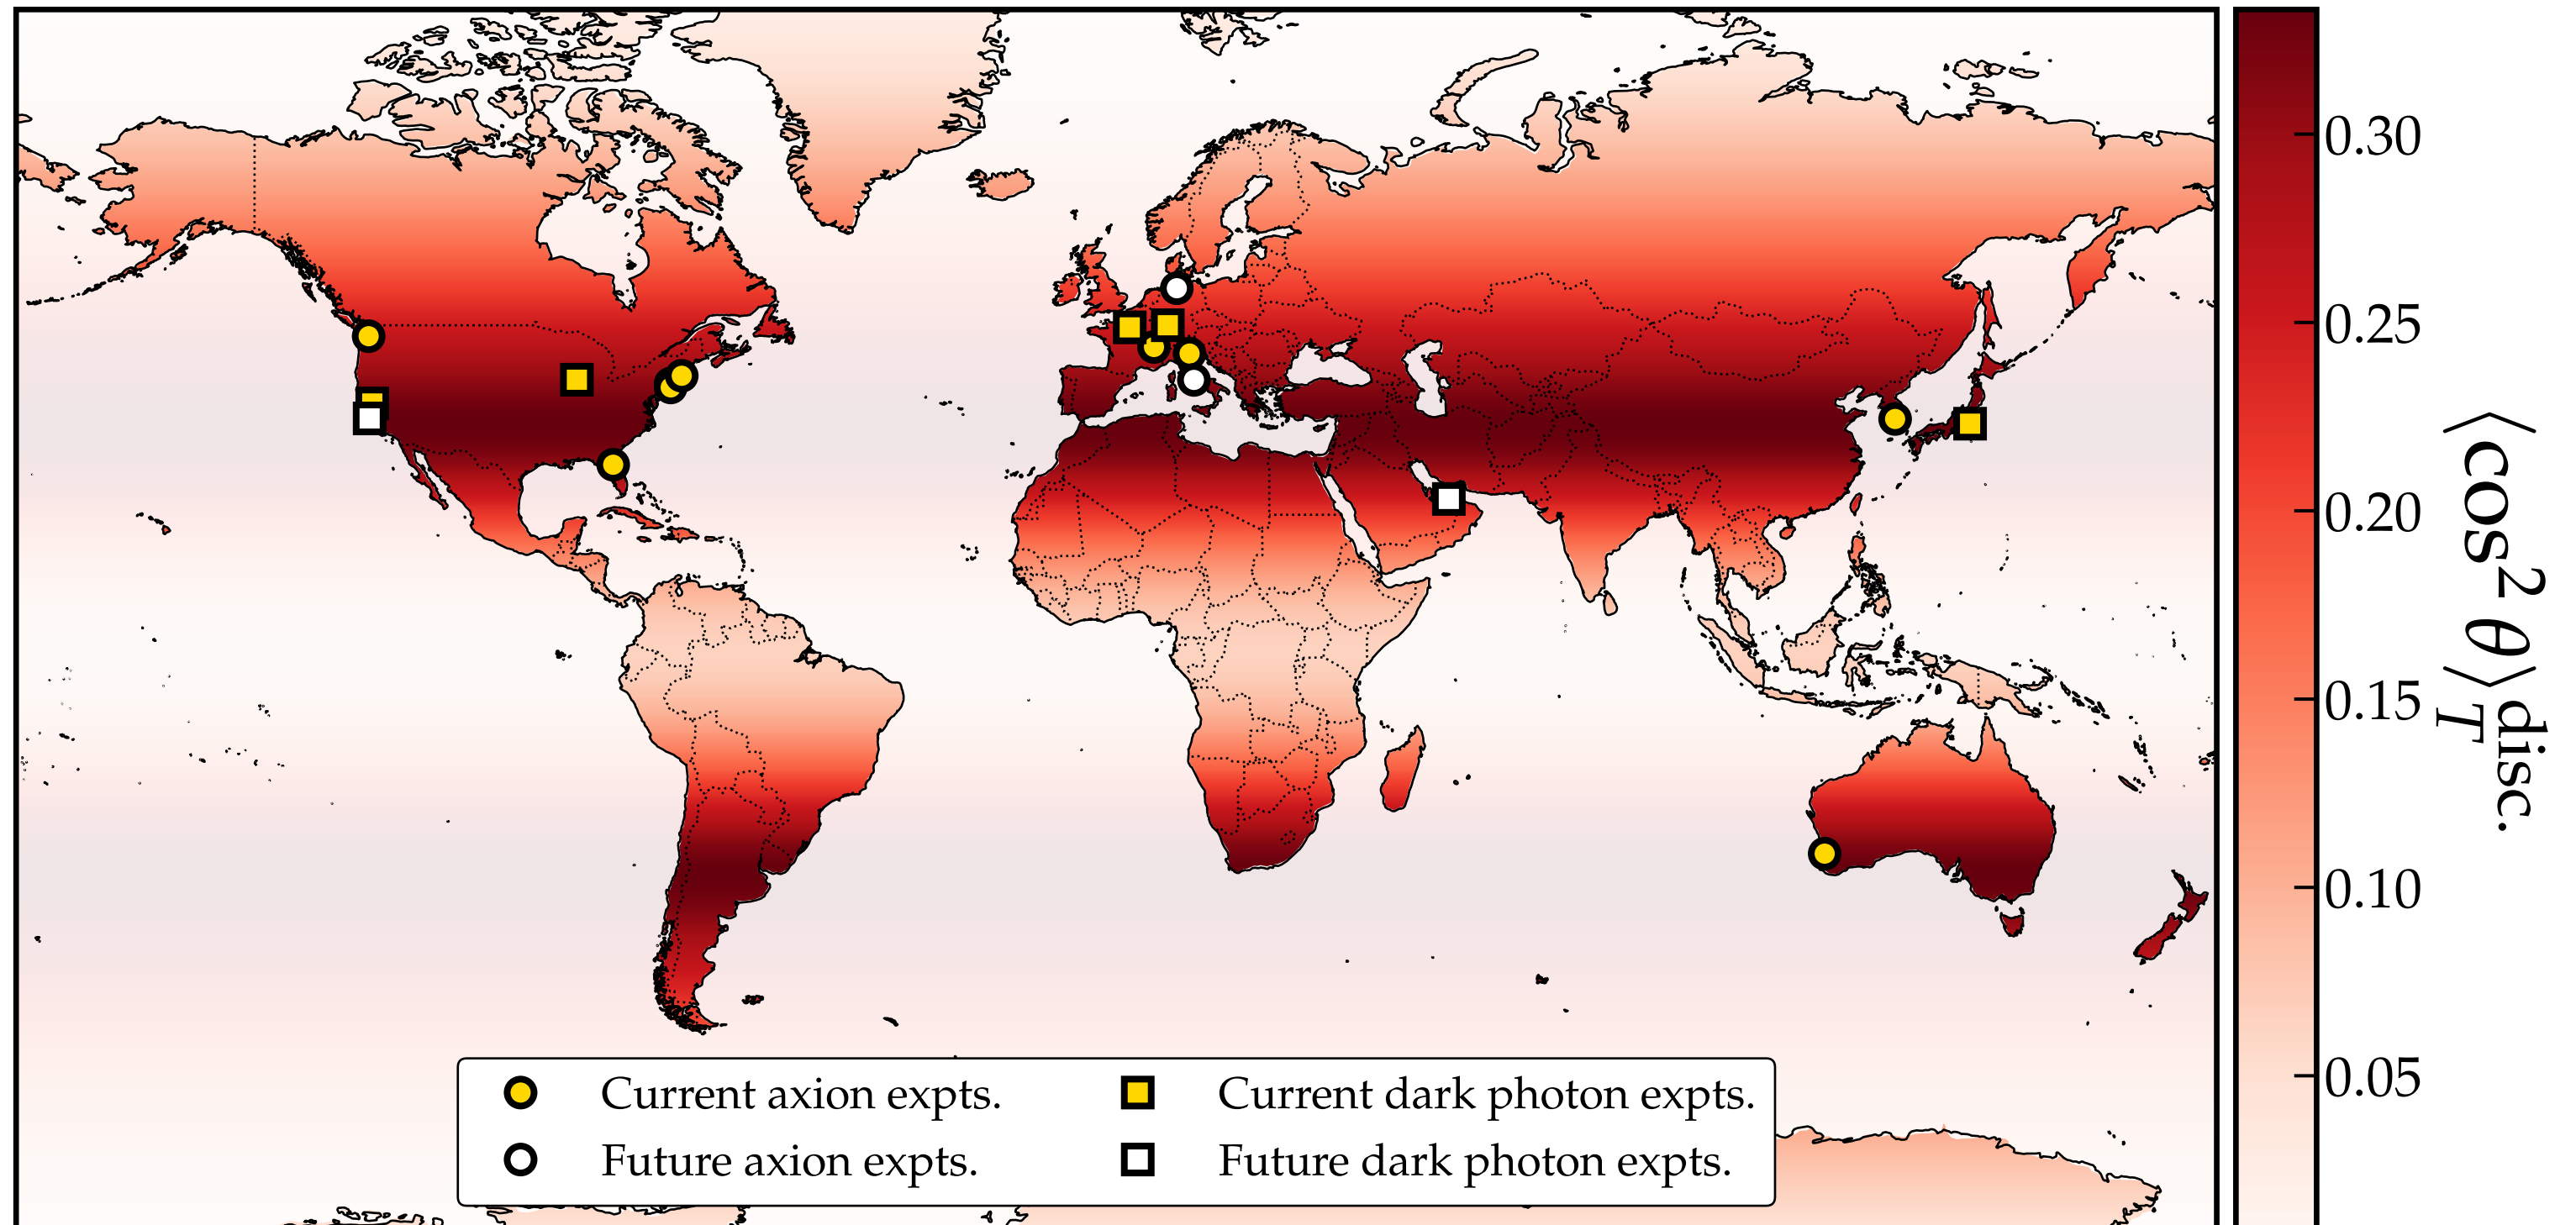 0.30
0.25
0.20
0.15
0.10
0.05
⟨cos² θ⟩_T^disc.
Current axion expts.
Future axion expts.
Current dark photon expts.
Future dark photon expts.